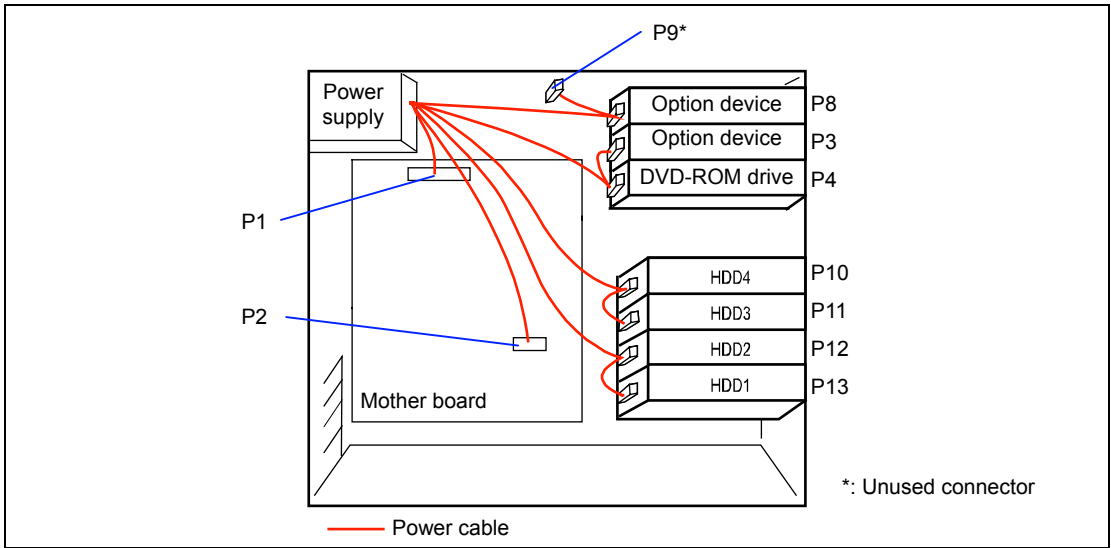 P9*
Power
supply
Option device
P8
Option device
P3
DVD-ROM drive
P4
P1
HDD4
P10
HDD3
P11
P2
HDD2
P12
HDD1
P13
Mother board
*: Unused connector
Power cable